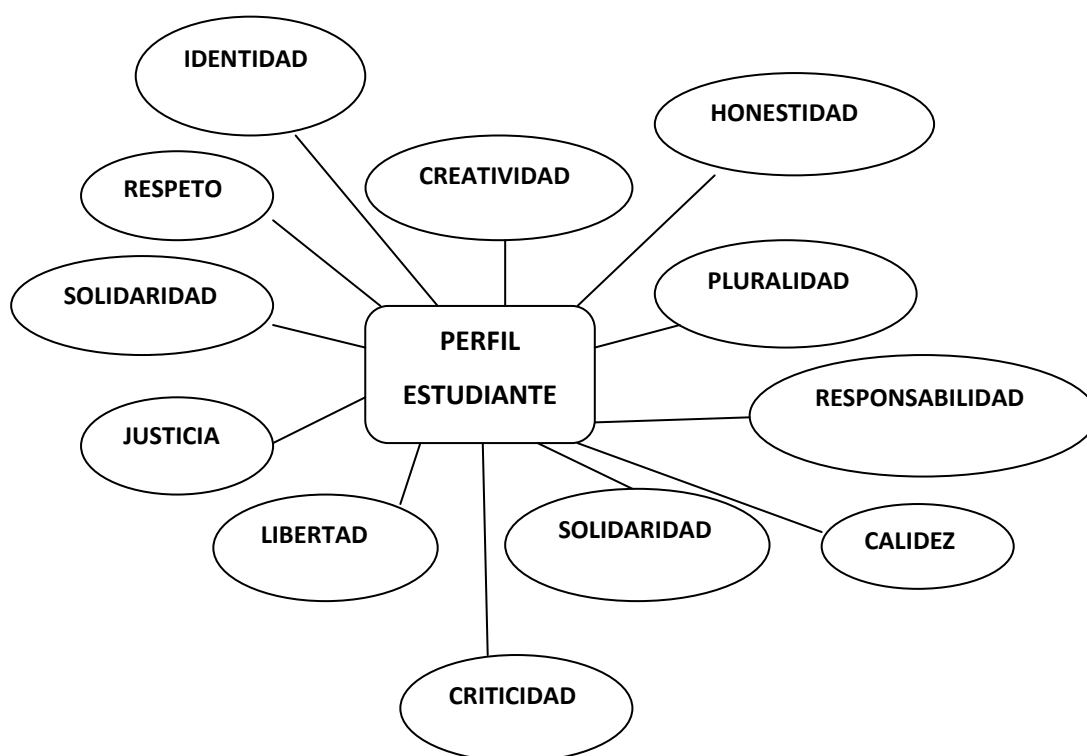 IDENTIDAD
HONESTIDAD
RESPETO
CREATIVIDAD
SOLIDARIDAD
PLURALIDAD
PERFIL
ESTUDIANTE
RESPONSABILIDAD
JUSTICIA
LIBERTAD
SOLIDARIDAD
CALIDEZ
CRITICIDAD